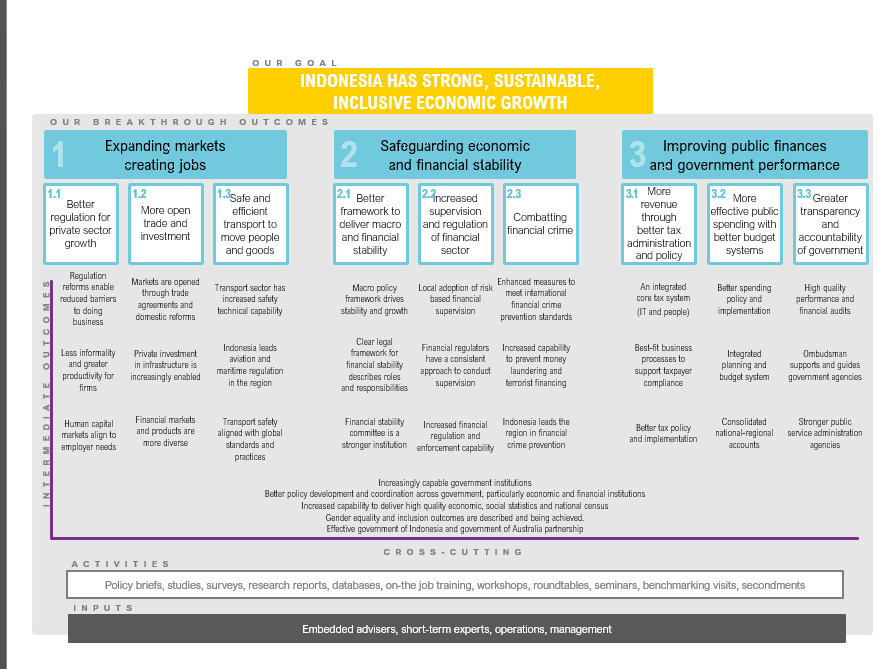 OUR GOAL
INDONESIA HAS STRONG, SUSTAINABLE,
INCLUSIVE ECONOMIC GROWTH
OUR BREAKTHROUGH OUTCOMES
1
Expanding markets
creating jobs
2
Safeguarding economic
and financial stability
3
Improving public finances
and government performance
1.1
Better
regulation for
private sector
growth
1.2
More open
trade and
investment
1.3
Safe and
efficient
transport to
move people
and goods
2.1
Better
framework to
deliver macro
and financial
stability
2.2
Increased
supervision
and regulation
of financial
sector
2.3
Combatting
financial crime
3.1
More
revenue
through
better tax
administration
and policy
3.2
More
effective public
spending with
better budget
systems
3.3
Greater
transparency
and
accountability
of government
INTERMEDIATE OUTCOMES
Regulation
reforms enable
reduced barriers
to doing
business
Markets are opened
through trade
agreements and
domestic reforms
Transport sector has
increased safety
technical capability
Macro policy
framework drives
stability and growth
Local adoption of risk
based financial
supervision
Enhanced measures to
meet international
financial crime
prevention standards
An integrated
core tax system
(IT and people)
Better spending
policy and
implementation
High quality
performance and
financial audits
Less informality
and greater
productivity for
firms
Private investment
in infrastructure is
increasingly enabled
Indonesia leads
aviation and
maritime regulation
in the region
Clear legal
framework for
financial stability
describes roles
and responsibilities
Financial regulators
have a consistent
approach to conduct
supervision
Increased capability
to prevent money
laundering and
terrorist financing
Best-fit business
processes to
support taxpayer
compliance
Integrated
planning and
budget system
Ombudsman
supports and guides
government agencies
Human capital
markets align to
employer needs
Financial markets
and products are
more diverse
Transport safety
aligned with global
standards and
practices
Financial stability
committee is a
stronger institution
Increased financial
regulation and
enforcement capability
Indonesia leads the
region in financial
crime prevention
Better tax policy
and implementation
Consolidated
national-regional
accounts
Stronger public
service administration
agencies
Increasingly capable government institutions
Better policy development and coordination across government, particularly economic and financial institutions
Increased capability to deliver high quality economic, social statistics and national census
Gender equality and inclusion outcomes are described and being achieved.
Effective government of Indonesia and government of Australia partnership
CROSS-CUTTING
ACTIVITIES
Policy briefs, studies, surveys, research reports, databases, on-the job training, workshops, roundtables, seminars, benchmarking visits, secondments
INPUTS
Embedded advisers, short-term experts, operations, management